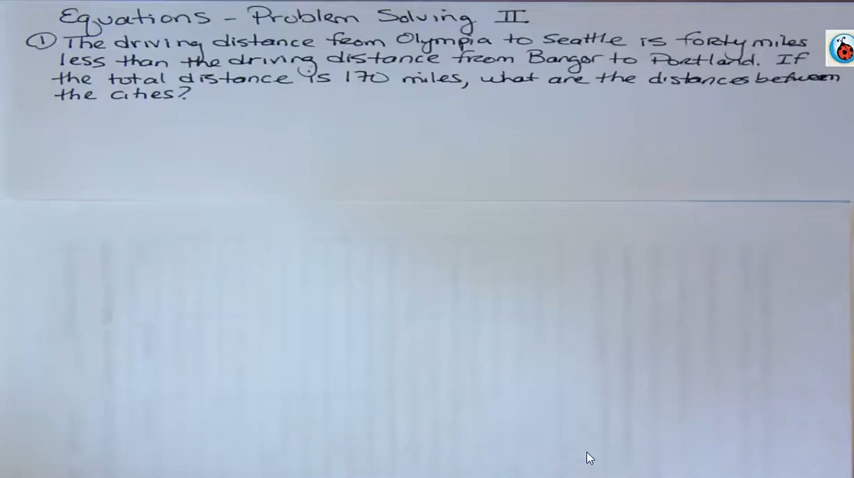 Equations - Problem Solving II
① The driving distance from Olympia to Seattle is forty miles
less than the driving distance from Bangor to Portland. If
the total distance is 170 miles, what are the distances between
the cities?